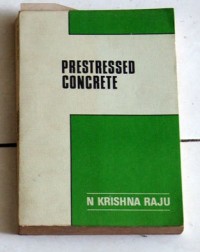 PRESTRESSED
CONCRETE
N KRISHNA RAJU